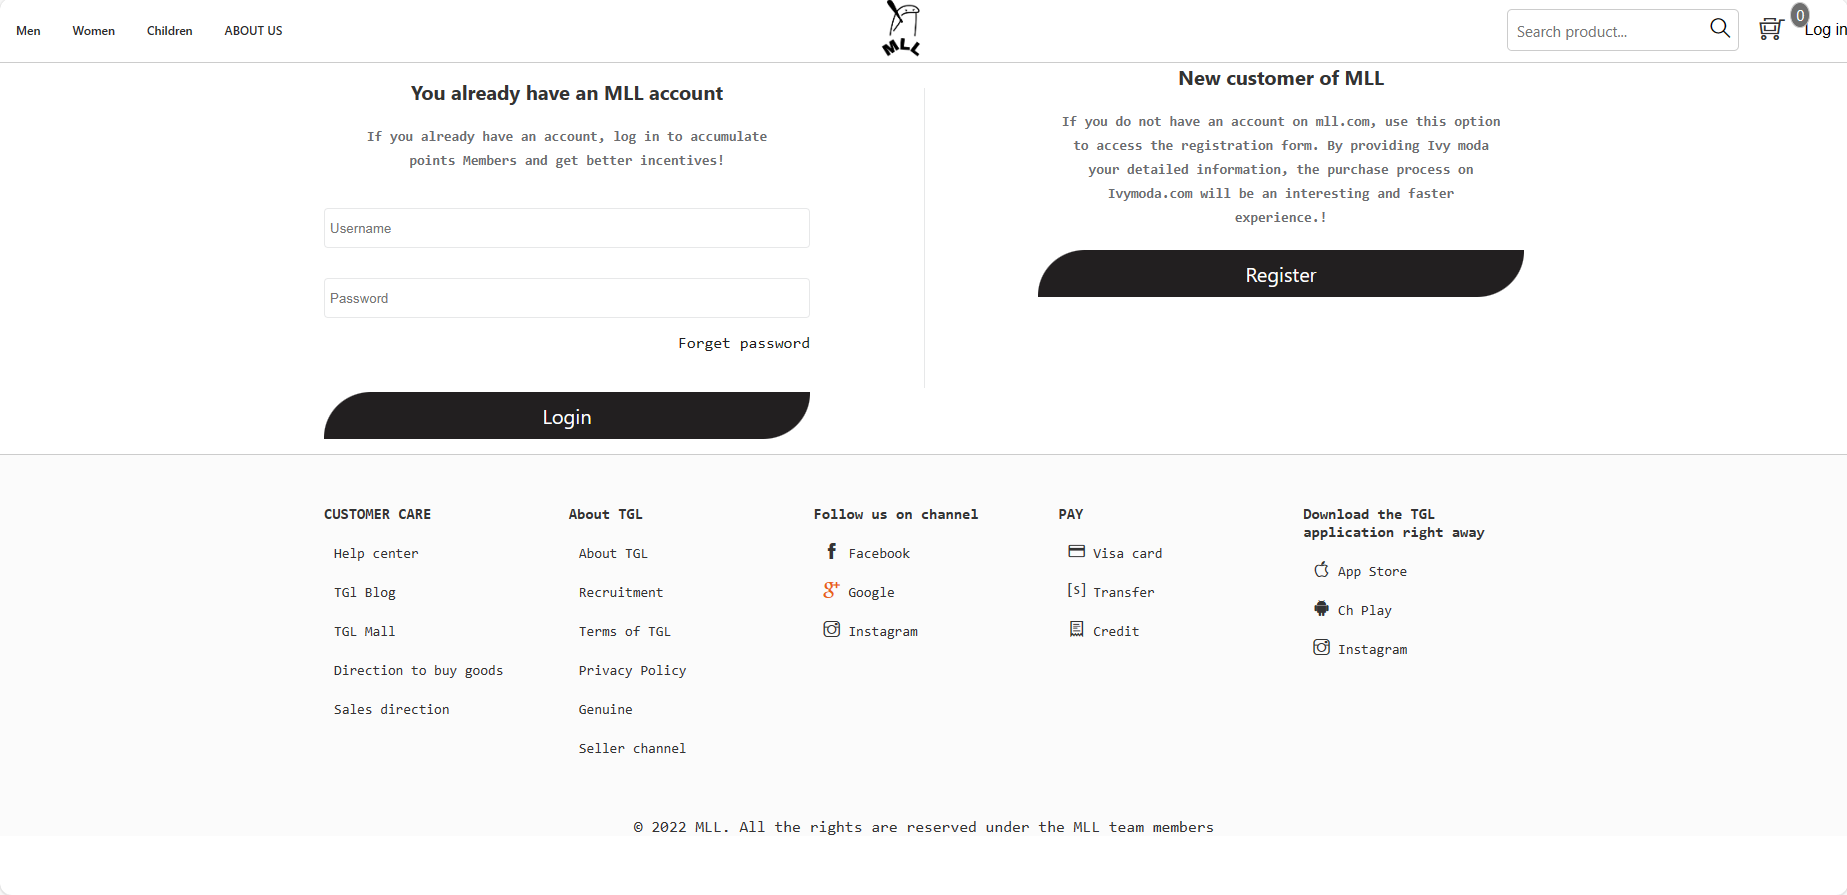 Men Women Children ABOUT US
MLL
Search product...
0
Log in
You already have an MLL account
If you already have an account, log in to accumulate
points Members and get better incentives!
Username
Password
Forget password
Login
New customer of MLL
If you do not have an account on mll.com, use this option
to access the registration form. By providing Ivy moda
your detailed information, the purchase process on
Ivymoda.com will be an interesting and faster
experience.!
Register
CUSTOMER CARE
Help center
TGl Blog
TGL Mall
Direction to buy goods
Sales direction
About TGL
About TGL
Recruitment
Terms of TGL
Privacy Policy
Genuine
Seller channel
Follow us on channel
Facebook
Google
Instagram
PAY
Visa card
Transfer
Credit
Download the TGL
application right away
App Store
Ch Play
Instagram
© 2022 MLL. All the rights are reserved under the MLL team members